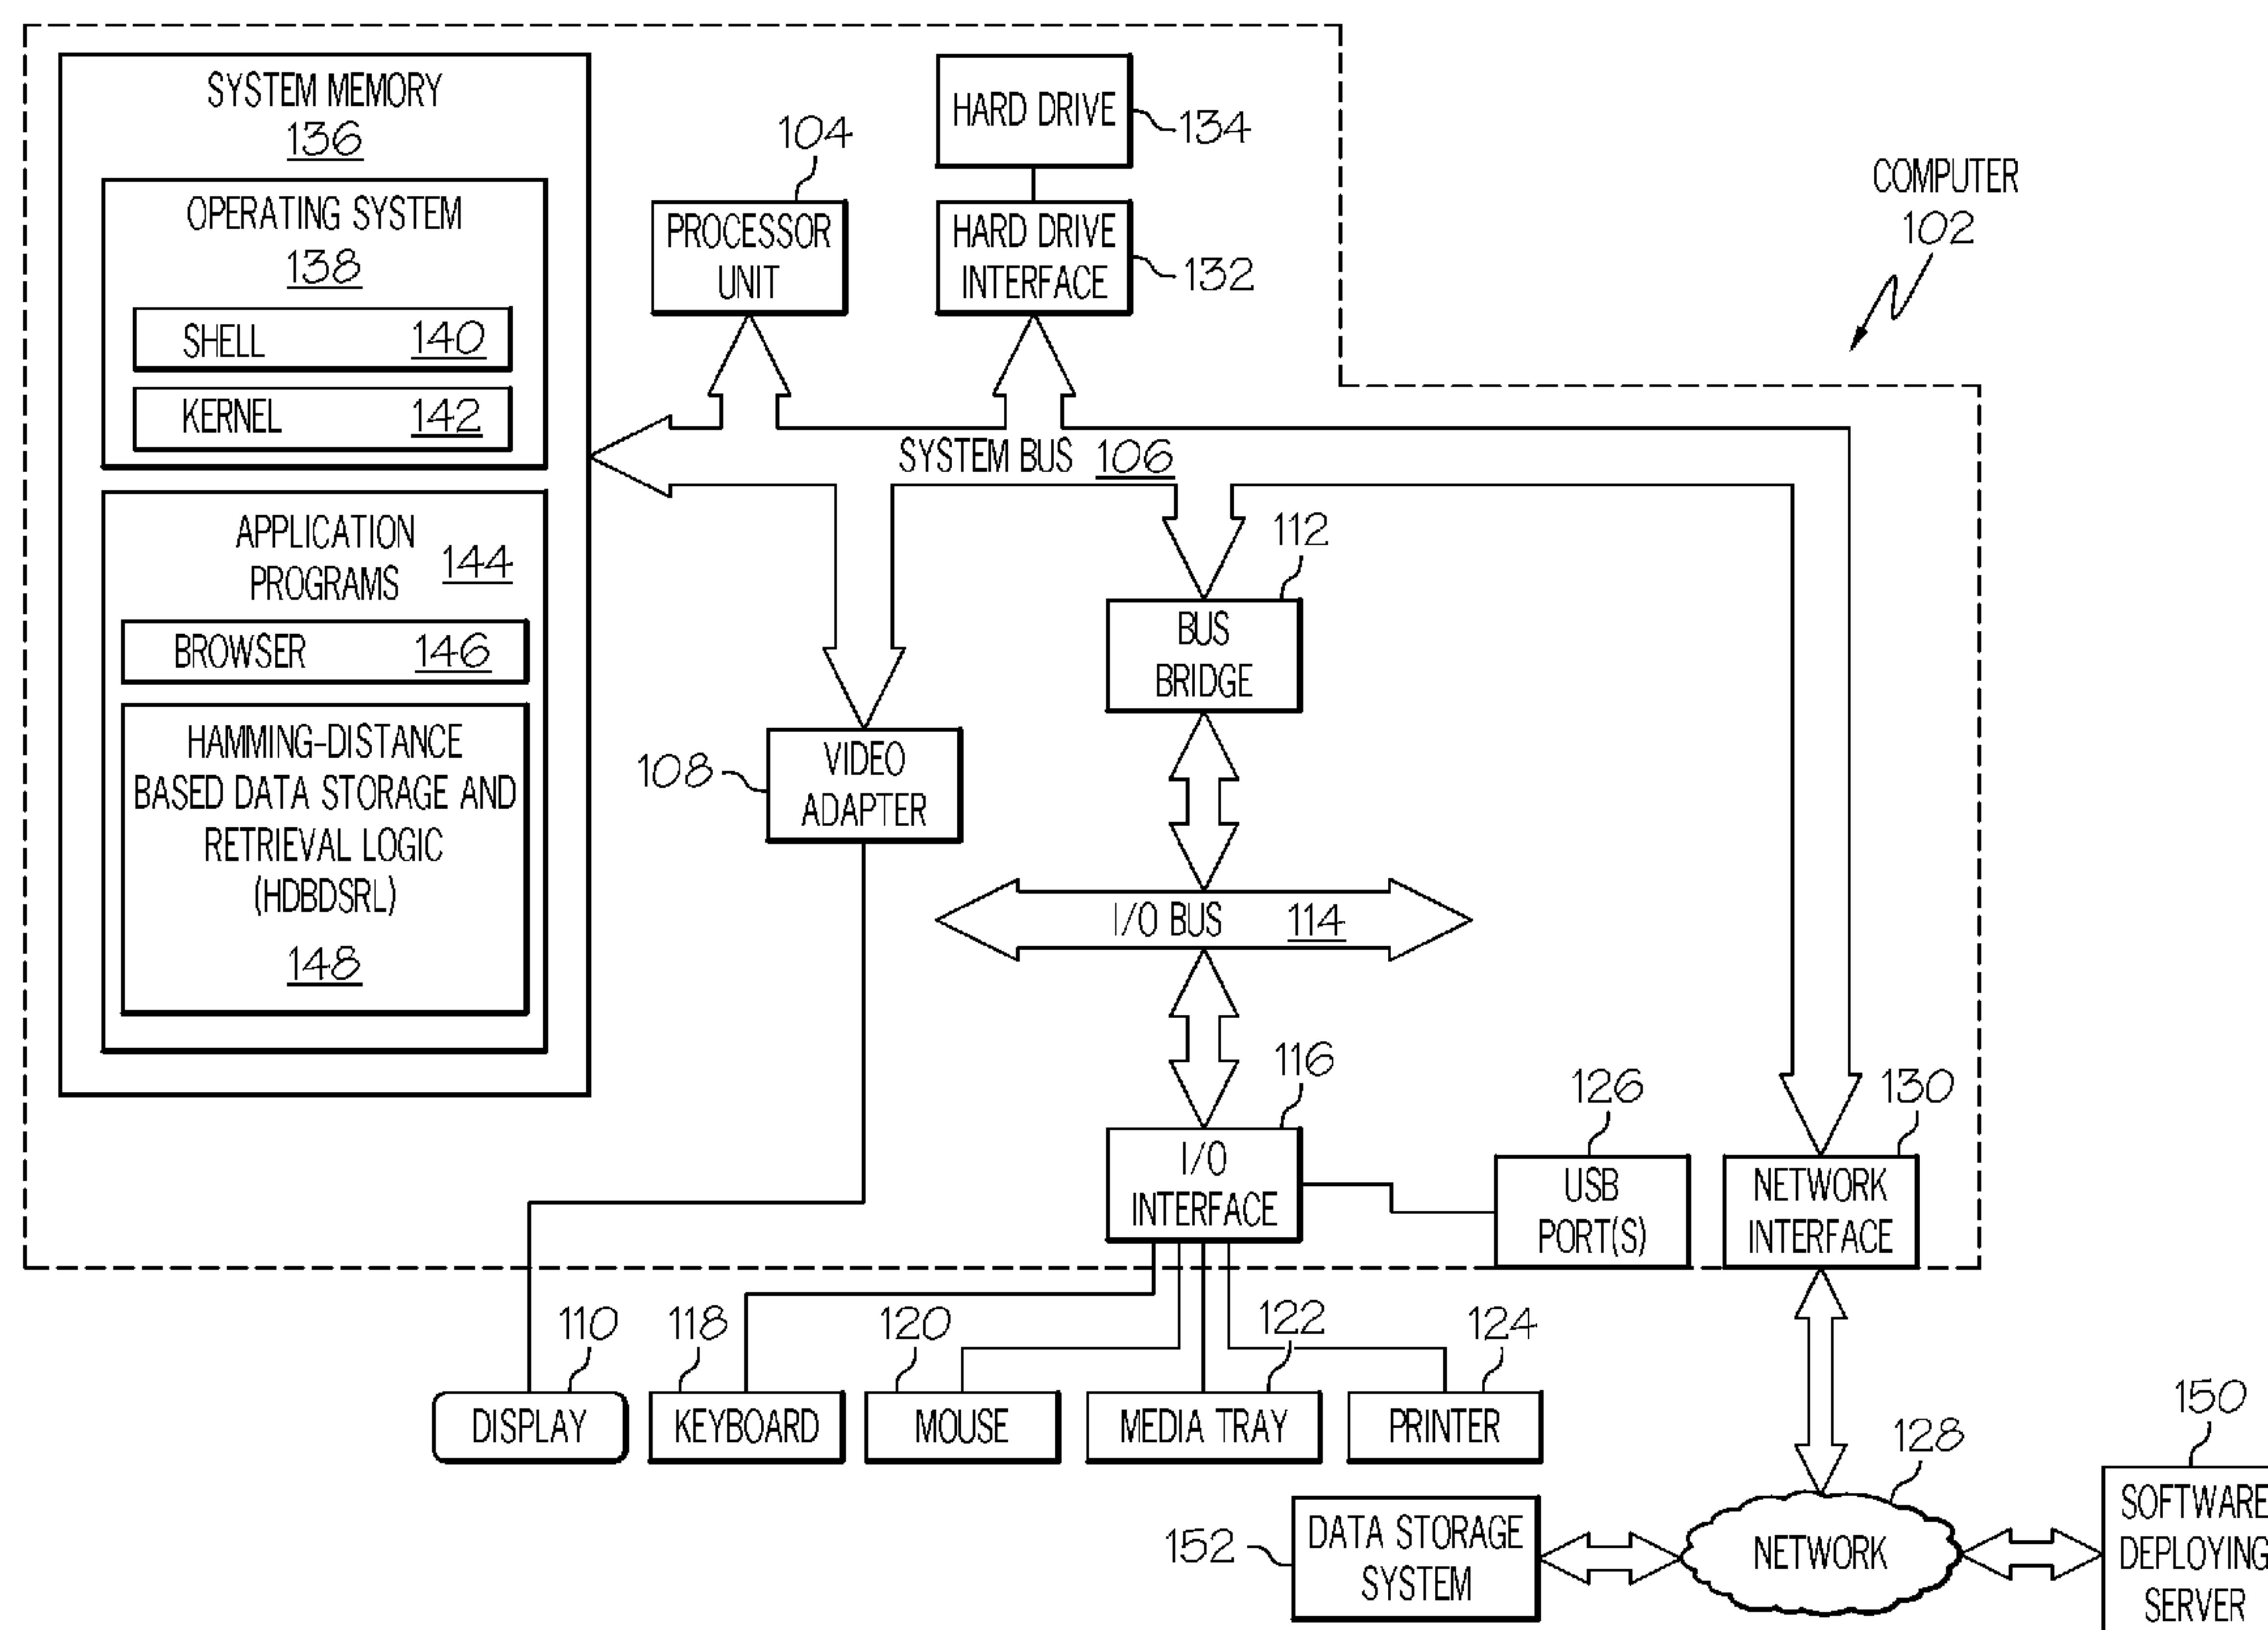 SYSTEM MEMORY
136
OPERATING SYSTEM
138
SHELL 140
KERNEL 142
APPLICATION
PROGRAMS 144
BROWSER 146
HAMMING-DISTANCE
BASED DATA STORAGE AND
RETRIEVAL LOGIC
(HDBDSRL)
148
104
PROCESSOR
UNIT
HARD DRIVE
134
HARD DRIVE
INTERFACE
132
COMPUTER
102
SYSTEM BUS 106
112
BUS
BRIDGE
108
VIDEO
ADAPTER
I/O BUS 114
116
I/O
INTERFACE
126
USB
PORT(S)
130
NETWORK
INTERFACE
110
DISPLAY
118
KEYBOARD
120
MOUSE
122
MEDIA TRAY
124
PRINTER
152
DATA STORAGE
SYSTEM
128
NETWORK
150
SOFTWARE
DEPLOYING
SERVER